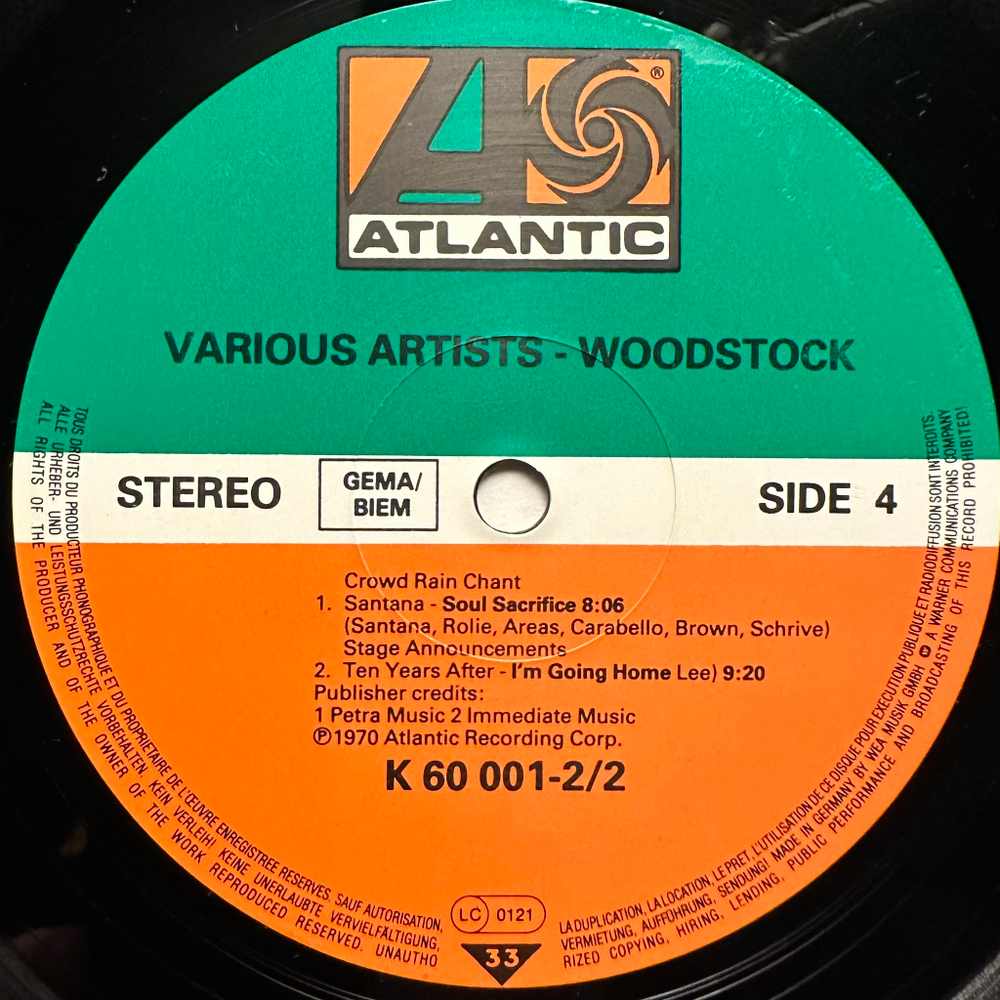 ®
ATLANTIC
VARIOUS ARTISTS - WOODSTOCK
STEREO
GEMA/
BIEM
SIDE 4
Crowd Rain Chant
1. Santana - Soul Sacrifice 8:06
(Santana, Rolie, Areas, Carabello, Brown, Schrive)
Stage Announcements
2. Ten Years After - I'm Going Home Lee) 9:20
Publisher credits:
1 Petra Music 2 Immediate Music
℗1970 Atlantic Recording Corp.
K 60 001-2/2
TOUS DROITS DU PRODUCTEUR PHONOGRAPHIQUE ET DU PROPRIETAIRE DE L'ŒUVRE ENREGISTREE RESERVES. SAUF AUTORISATION,
ALLE URHEBER- UND LEISTUNGSSCHUTZRECHTE VORBEHALTEN. KEIN VERLEIH! KEINE UNERLAUBTE VERVIELFÄLTIGUNG,
ALL RIGHTS OF THE PRODUCER AND OF THE OWNER OF THE WORK REPRODUCED RESERVED. UNAUTHO
LA DUPLICATION, LA LOCATION, LE PRET, L'UTILISATION DE CE DISQUE POUR EXECUTION PUBLIQUE ET RADIODIFFUSION SONT INTERDITS.
VERMIETUNG, AUFFÜHRUNG, SENDUNG! MADE IN GERMANY BY WEA MUSIK GMBH A WARNER COMMUNICATIONS COMPANY
RIZED COPYING, HIRING, LENDING, PUBLIC PERFORMANCE AND BROADCASTING OF THIS RECORD PROHIBITED!
LC 0121
33